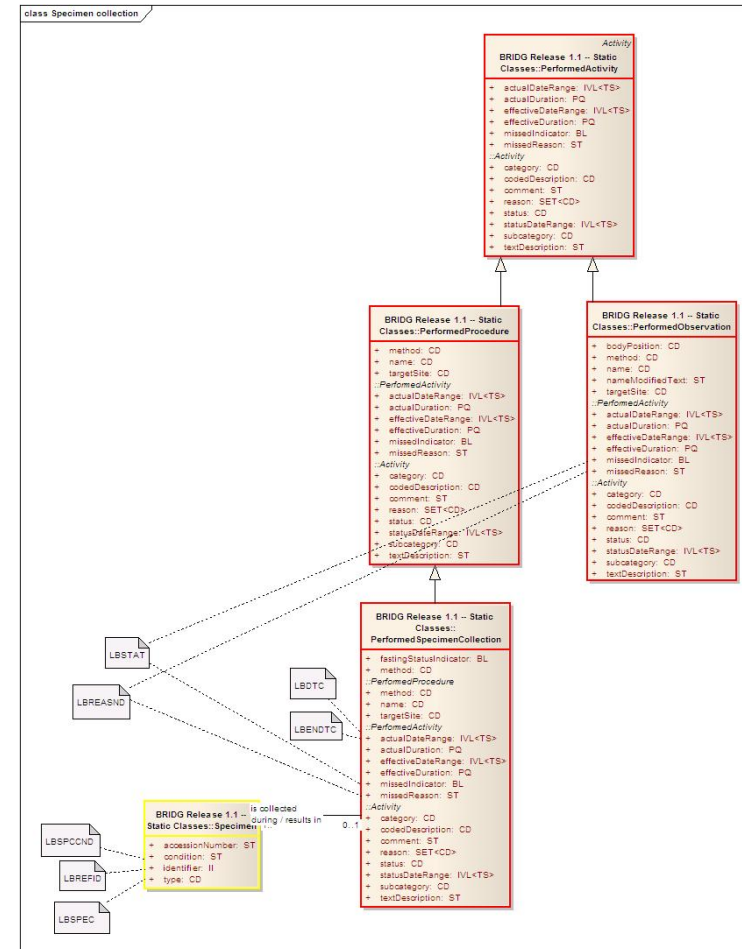 class Specimen collection
Activity
BRIDG Release 1.1 -- Static
Classes::PerformedActivity
+ actualDateRange: IVL<TS>
+ actualDuration: PQ
+ effectiveDateRange: IVL<TS>
+ effectiveDuration: PQ
+ missedIndicator: BL
+ missedReason: ST
::Activity
+ category: CD
+ codedDescription: CD
+ comment: ST
+ reason: SET<CD>
+ status: CD
+ statusDateRange: IVL<TS>
+ subcategory: CD
+ textDescription: ST
BRIDG Release 1.1 -- Static
Classes::PerformedProcedure
+ method: CD
+ name: CD
+ targetSite: CD
::PerformedActivity
+ actualDateRange: IVL<TS>
+ actualDuration: PQ
+ effectiveDateRange: IVL<TS>
+ effectiveDuration: PQ
+ missedIndicator: BL
+ missedReason: ST
::Activity
+ category: CD
+ codedDescription: CD
+ comment: ST
+ reason: SET<CD>
+ status: CD
+ statusDateRange: IVL<TS>
+ subcategory: CD
+ textDescription: ST
BRIDG Release 1.1 -- Static
Classes::PerformedObservation
+ bodyPosition: CD
+ method: CD
+ name: CD
+ nameModifiedText: ST
+ targetSite: CD
::PerformedActivity
+ actualDateRange: IVL<TS>
+ actualDuration: PQ
+ effectiveDateRange: IVL<TS>
+ effectiveDuration: PQ
+ missedIndicator: BL
+ missedReason: ST
::Activity
+ category: CD
+ codedDescription: CD
+ comment: ST
+ reason: SET<CD>
+ status: CD
+ statusDateRange: IVL<TS>
+ subcategory: CD
+ textDescription: ST
BRIDG Release 1.1 -- Static
Classes::
PerformedSpecimenCollection
+ fastingStatusIndicator: BL
+ method: CD
::PerformedProcedure
+ method: CD
+ name: CD
+ targetSite: CD
::PerformedActivity
+ actualDateRange: IVL<TS>
+ actualDuration: PQ
+ effectiveDateRange: IVL<TS>
+ effectiveDuration: PQ
+ missedIndicator: BL
+ missedReason: ST
::Activity
+ category: CD
+ codedDescription: CD
+ comment: ST
+ reason: SET<CD>
+ status: CD
+ statusDateRange: IVL<TS>
+ subcategory: CD
+ textDescription: ST
LBSTAT
LBREASND
LBDTC
LBENDTC
is collected
during / results in
0..1
BRIDG Release 1.1 --
Static Classes::Specimen
+ accessionNumber: ST
+ condition: ST
+ identifier: II
+ type: CD
LBSPCCND
LBREFID
LBSPEC